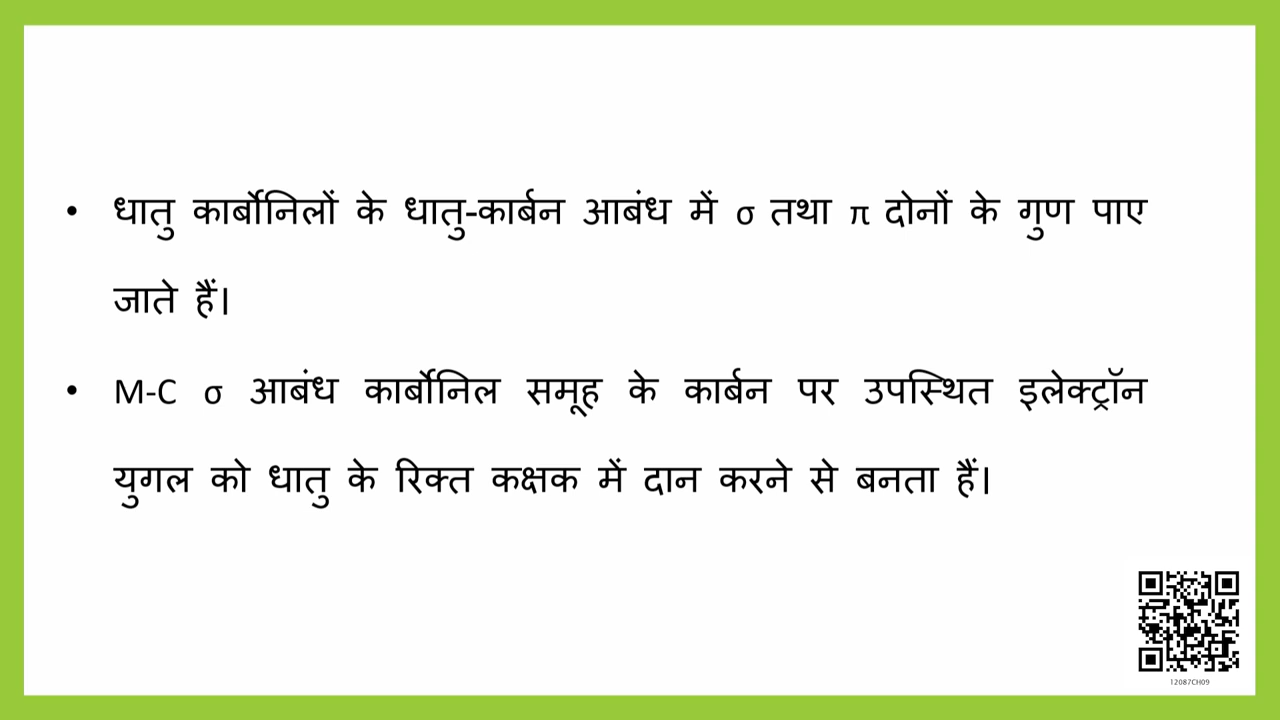 • धातु कार्बोनिलों के धातु-कार्बन आबंध में σ तथा π दोनों के गुण पाए
जाते हैं।
• M-C σ आबंध कार्बोनिल समूह के कार्बन पर उपस्थित इलेक्ट्रॉन
युगल को धातु के रिक्त कक्षक में दान करने से बनता हैं।
12087CH09